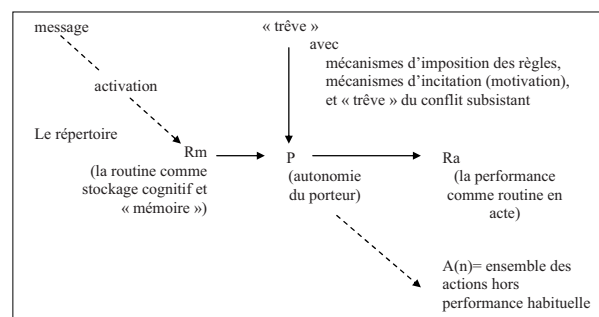 message
« trêve »
avec
mécanismes d'imposition des règles,
mécanismes d'incitation (motivation),
et « trêve » du conflit subsistant
activation
Le répertoire
Rm
(la routine comme
stockage cognitif et
« mémoire »)
P
(autonomie
du porteur)
Ra
(la performance
comme routine en
acte)
A(n)= ensemble des
actions hors
performance habituelle